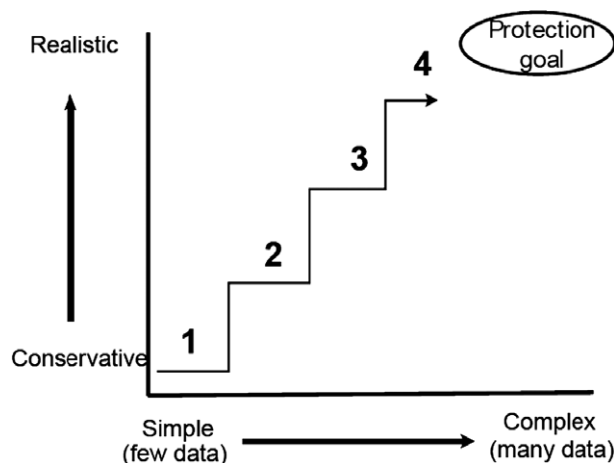 Realistic
Protection
goal
4
3
2
1
Conservative
Simple
(few data)
Complex
(many data)